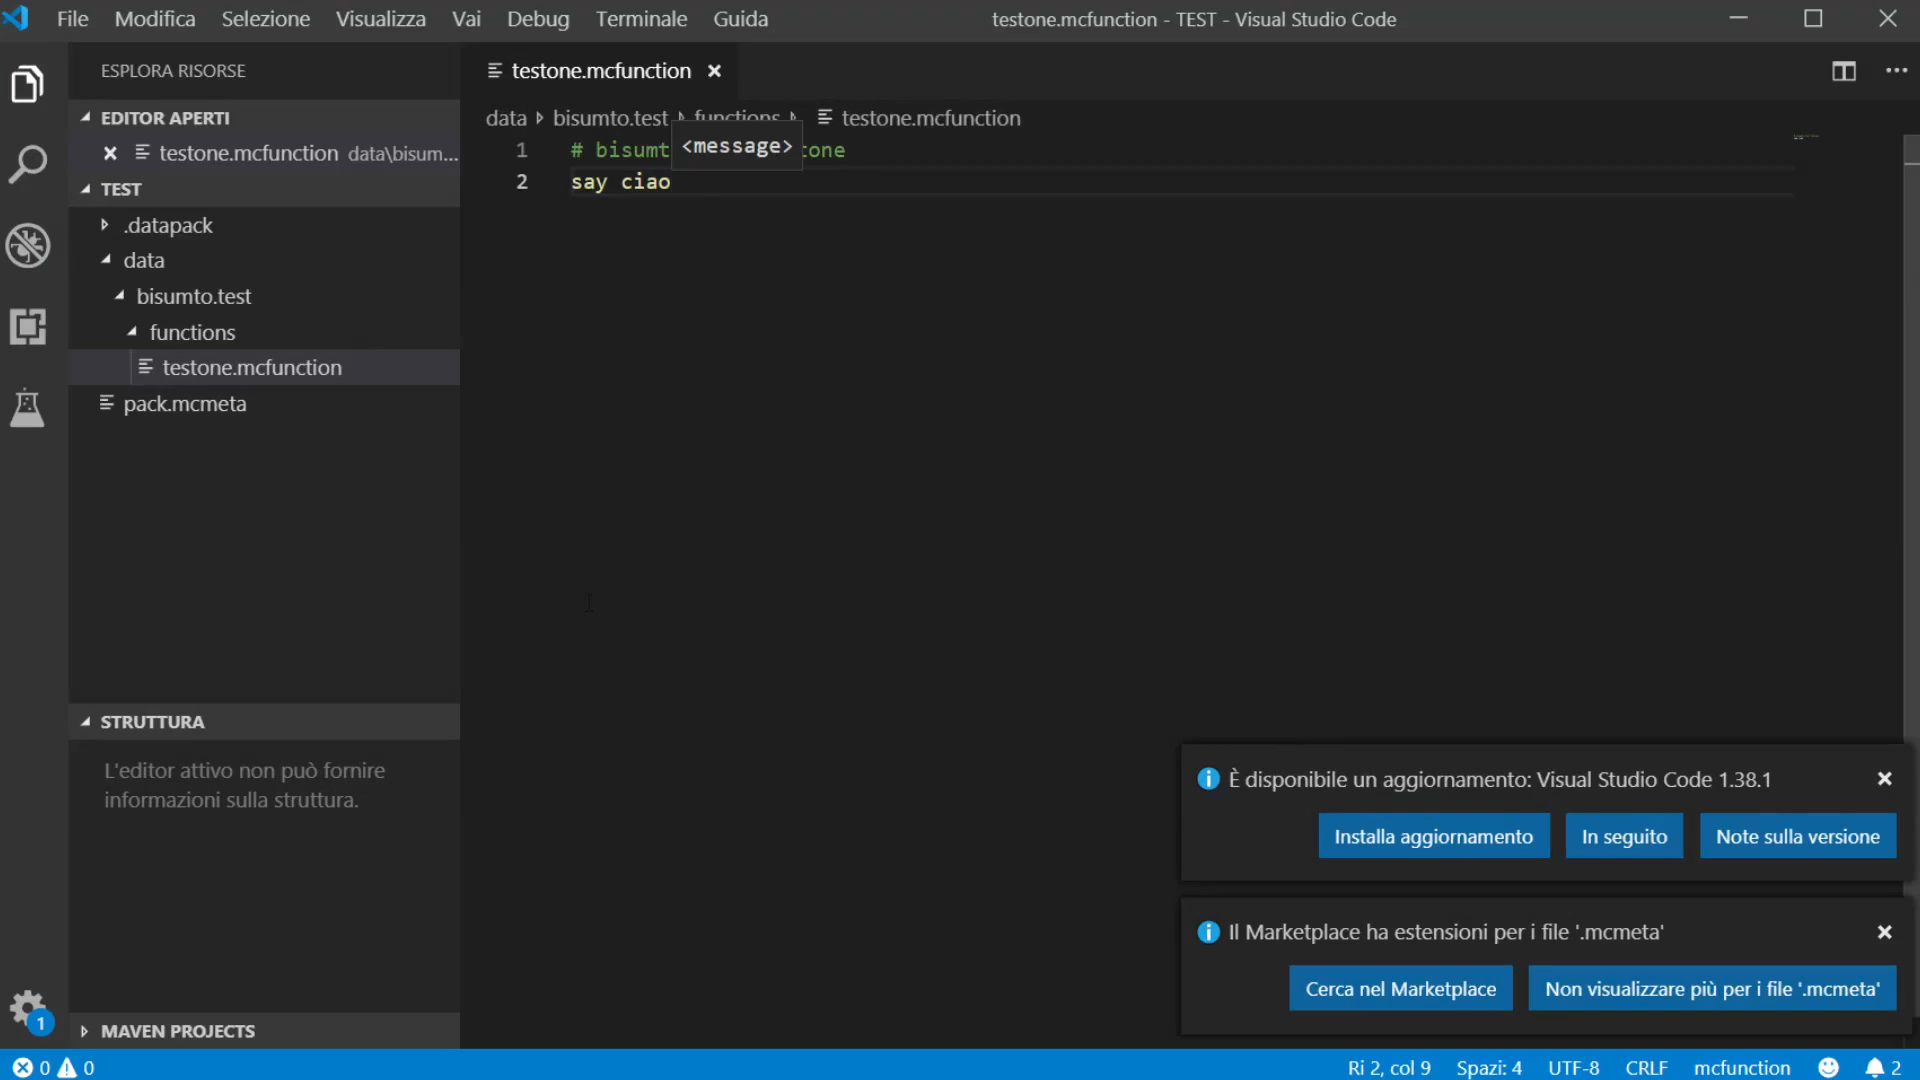 File Modifica Selezione Visualizza Vai Debug Terminale Guida
testone.mcfunction - TEST - Visual Studio Code
ESPLORA RISORSE
EDITOR APERTI
testone.mcfunction data\bisum...
TEST
.datapack
data
bisumto.test
functions
testone.mcfunction
pack.mcmeta
STRUTTURA
L'editor attivo non può fornire
informazioni sulla struttura.
MAVEN PROJECTS
1
testone.mcfunction
data bisumto.test functions testone.mcfunction
<message>
1 # bisumt tone
2 say ciao
È disponibile un aggiornamento: Visual Studio Code 1.38.1
Installa aggiornamento In seguito Note sulla versione
Il Marketplace ha estensioni per i file '.mcmeta'
Cerca nel Marketplace Non visualizzare più per i file '.mcmeta'
0 0 Ri 2, col 9 Spazi: 4 UTF-8 CRLF mcfunction 2